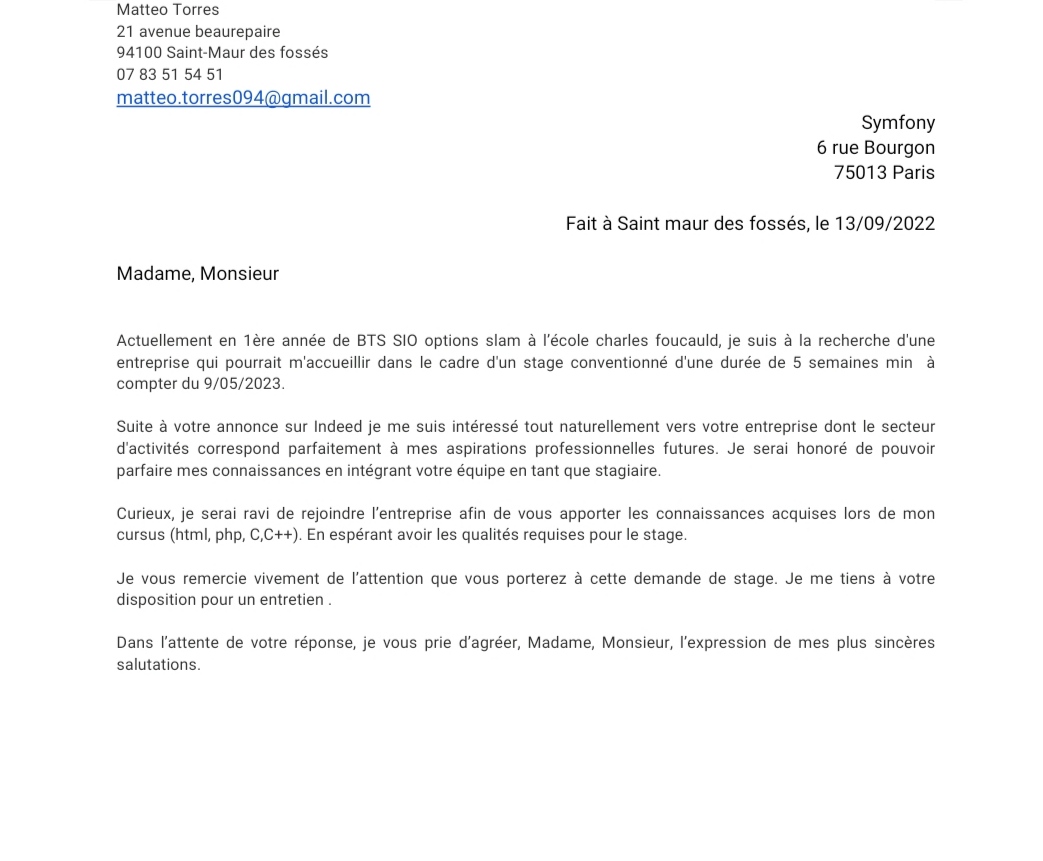 Matteo Torres
21 avenue beaurepaire
94100 Saint-Maur des fossés
07 83 51 54 51
matteo.torres094@gmail.com
Symfony
6 rue Bourgon
75013 Paris
Fait à Saint maur des fossés, le 13/09/2022
Madame, Monsieur
Actuellement en 1ère année de BTS SIO options slam à l’école charles foucauld, je suis à la recherche d'une
entreprise qui pourrait m'accueillir dans le cadre d'un stage conventionné d'une durée de 5 semaines min à
compter du 9/05/2023.
Suite à votre annonce sur Indeed je me suis intéressé tout naturellement vers votre entreprise dont le secteur
d'activités correspond parfaitement à mes aspirations professionnelles futures. Je serai honoré de pouvoir
parfaire mes connaissances en intégrant votre équipe en tant que stagiaire.
Curieux, je serai ravi de rejoindre l’entreprise afin de vous apporter les connaissances acquises lors de mon
cursus (html, php, C,C++). En espérant avoir les qualités requises pour le stage.
Je vous remercie vivement de l’attention que vous porterez à cette demande de stage. Je me tiens à votre
disposition pour un entretien .
Dans l’attente de votre réponse, je vous prie d’agréer, Madame, Monsieur, l’expression de mes plus sincères
salutations.